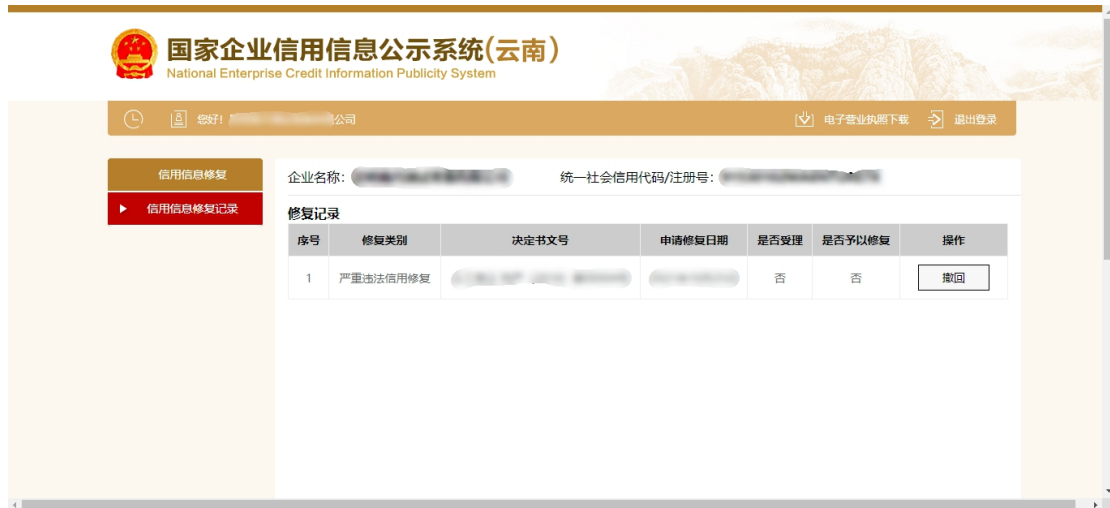 国家企业信用信息公示系统(云南)
National Enterprise Credit Information Publicity System
您好! 公司 电子营业执照下载 退出登录
信用信息修复
信用信息修复记录
企业名称: 统一社会信用代码/注册号:
修复记录
序号 修复类别 决定书文号 申请修复日期 是否受理 是否予以修复 操作
1 严重违法信用修复 否 否 撤回